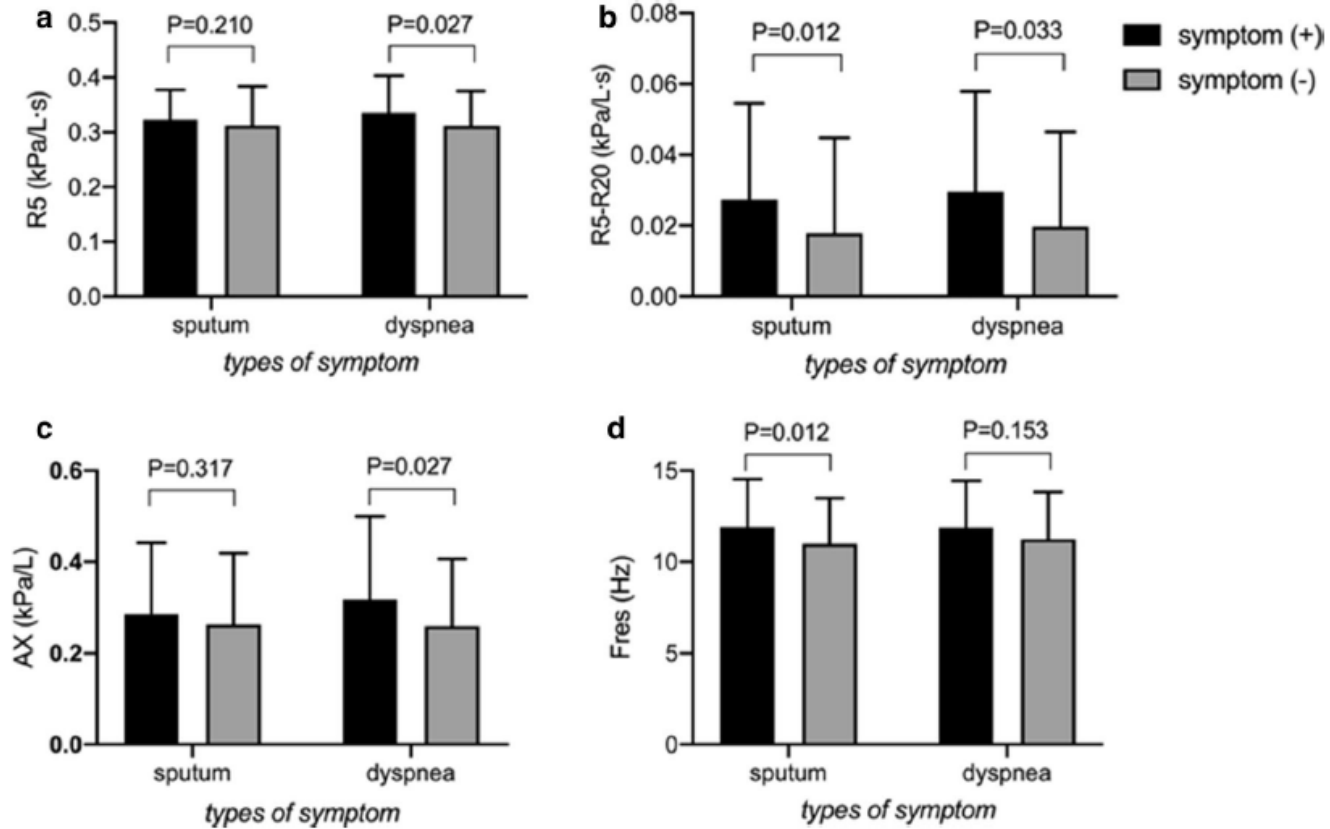 a
P=0.210
P=0.027
0.5
0.4
0.3
0.2
0.1
0.0
R5 (kPa/L·s)
sputum
dyspnea
types of symptom
b
P=0.012
P=0.033
0.08
0.06
0.04
0.02
0.00
R5-R20 (kPa/L·s)
sputum
dyspnea
types of symptom
symptom (+)
symptom (-)
c
P=0.317
P=0.027
0.6
0.4
0.2
0.0
AX (kPa/L)
sputum
dyspnea
types of symptom
d
P=0.012
P=0.153
15
10
5
0
Fres (Hz)
sputum
dyspnea
types of symptom